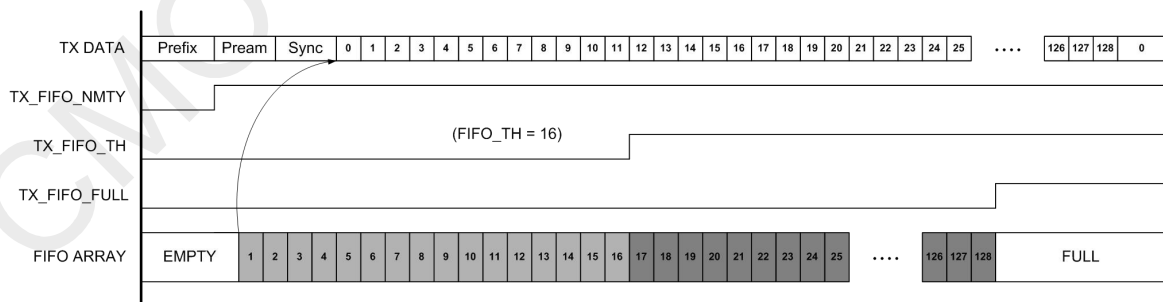 TX DATA Prefix Pream Sync 0 1 2 3 4 5 6 7 8 9 10 11 12 13 14 15 16 17 18 19 20 21 22 23 24 25 .... 126 127 128 0
TX_FIFO_NMTY
TX_FIFO_TH (FIFO_TH = 16)
TX_FIFO_FULL
FIFO ARRAY EMPTY 1 2 3 4 5 6 7 8 9 10 11 12 13 14 15 16 17 18 19 20 21 22 23 24 25 .... 126 127 128 FULL